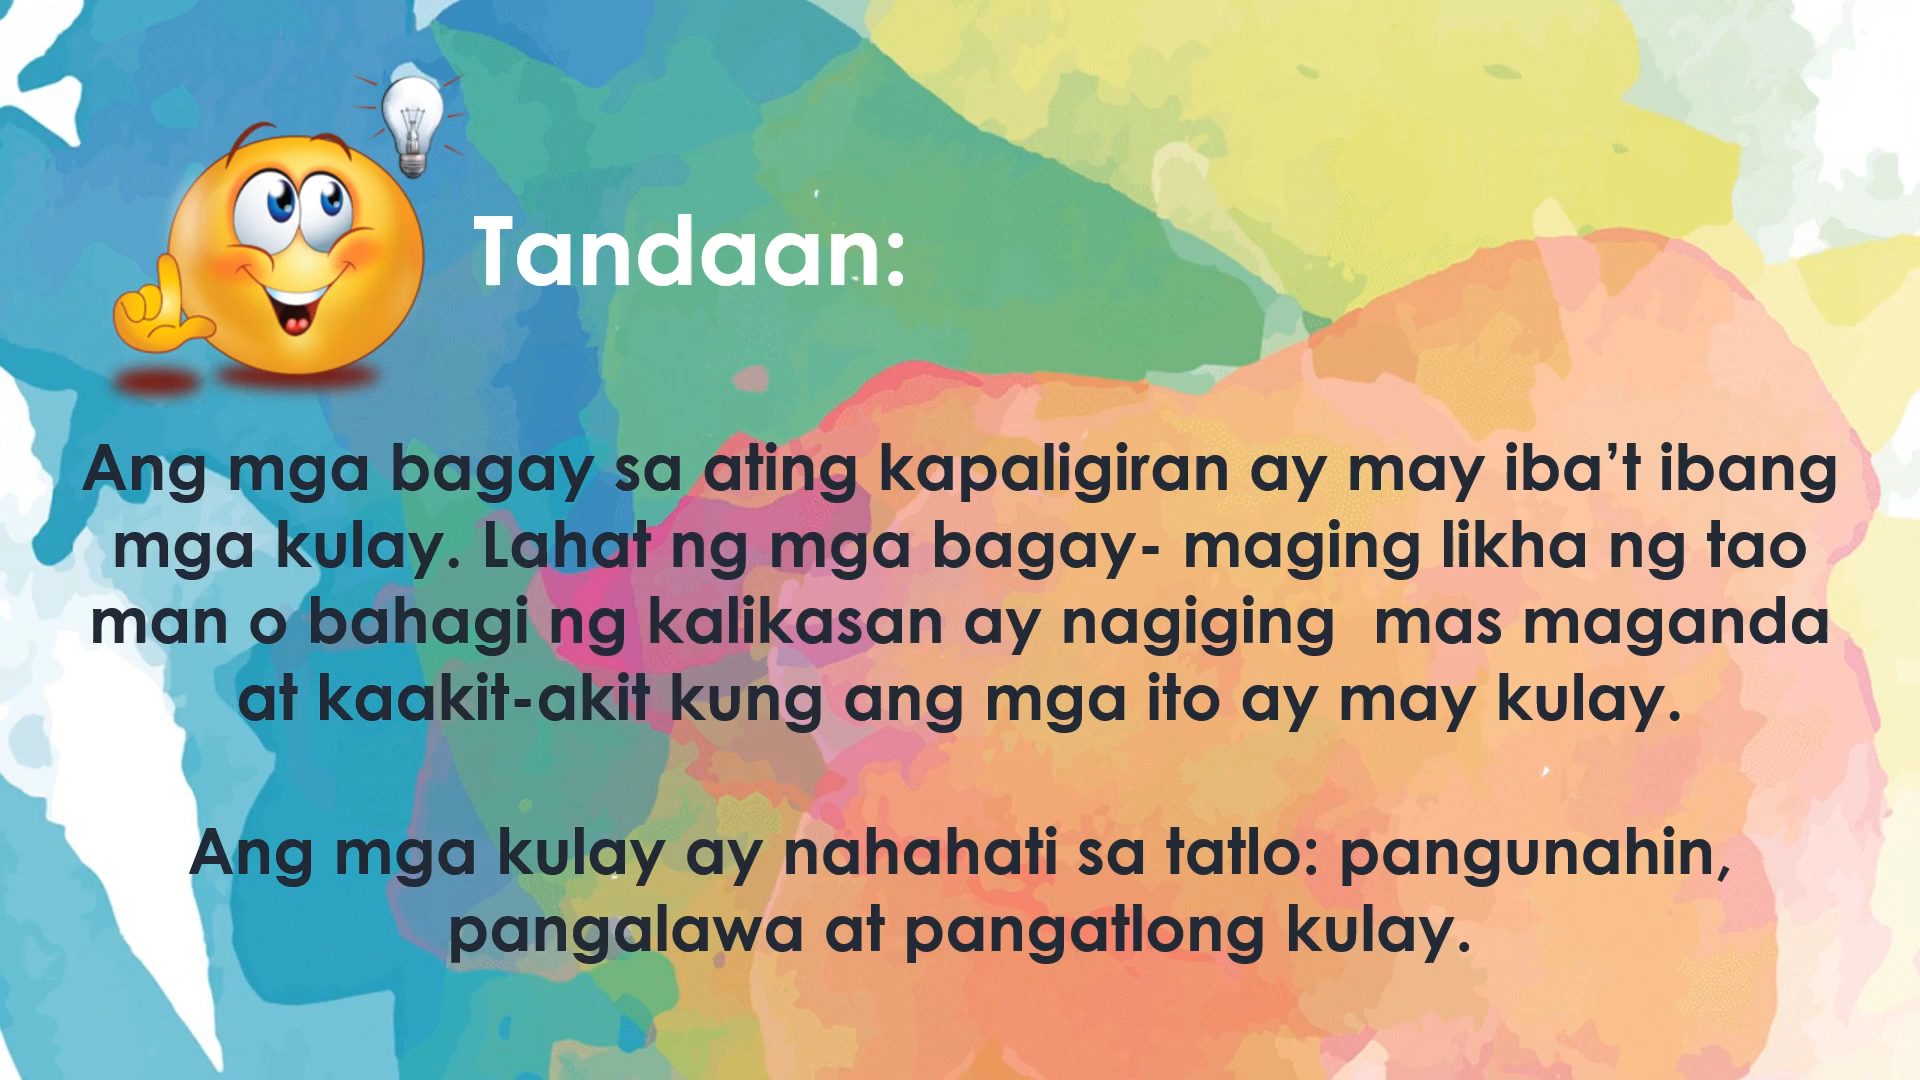 Tandaan:
Ang mga bagay sa ating kapaligiran ay may iba’t ibang
mga kulay. Lahat ng mga bagay- maging likha ng tao
man o bahagi ng kalikasan ay nagiging  mas maganda
at kaakit-akit kung ang mga ito ay may kulay.
Ang mga kulay ay nahahati sa tatlo: pangunahin,
pangalawa at pangatlong kulay.